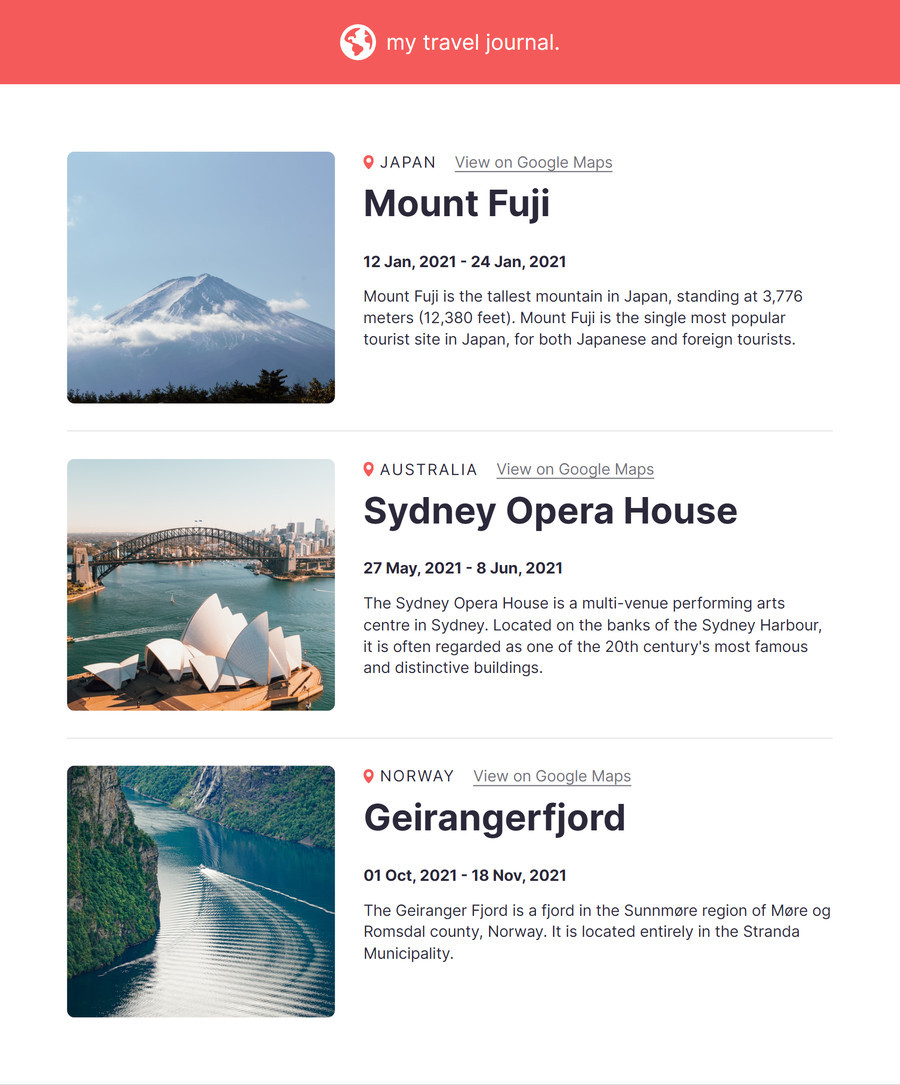 my travel journal.
JAPAN View on Google Maps
Mount Fuji
12 Jan, 2021 - 24 Jan, 2021
Mount Fuji is the tallest mountain in Japan, standing at 3,776
meters (12,380 feet). Mount Fuji is the single most popular
tourist site in Japan, for both Japanese and foreign tourists.
AUSTRALIA View on Google Maps
Sydney Opera House
27 May, 2021 - 8 Jun, 2021
The Sydney Opera House is a multi-venue performing arts
centre in Sydney. Located on the banks of the Sydney Harbour,
it is often regarded as one of the 20th century's most famous
and distinctive buildings.
NORWAY View on Google Maps
Geirangerfjord
01 Oct, 2021 - 18 Nov, 2021
The Geiranger Fjord is a fjord in the Sunnmøre region of Møre og
Romsdal county, Norway. It is located entirely in the Stranda
Municipality.